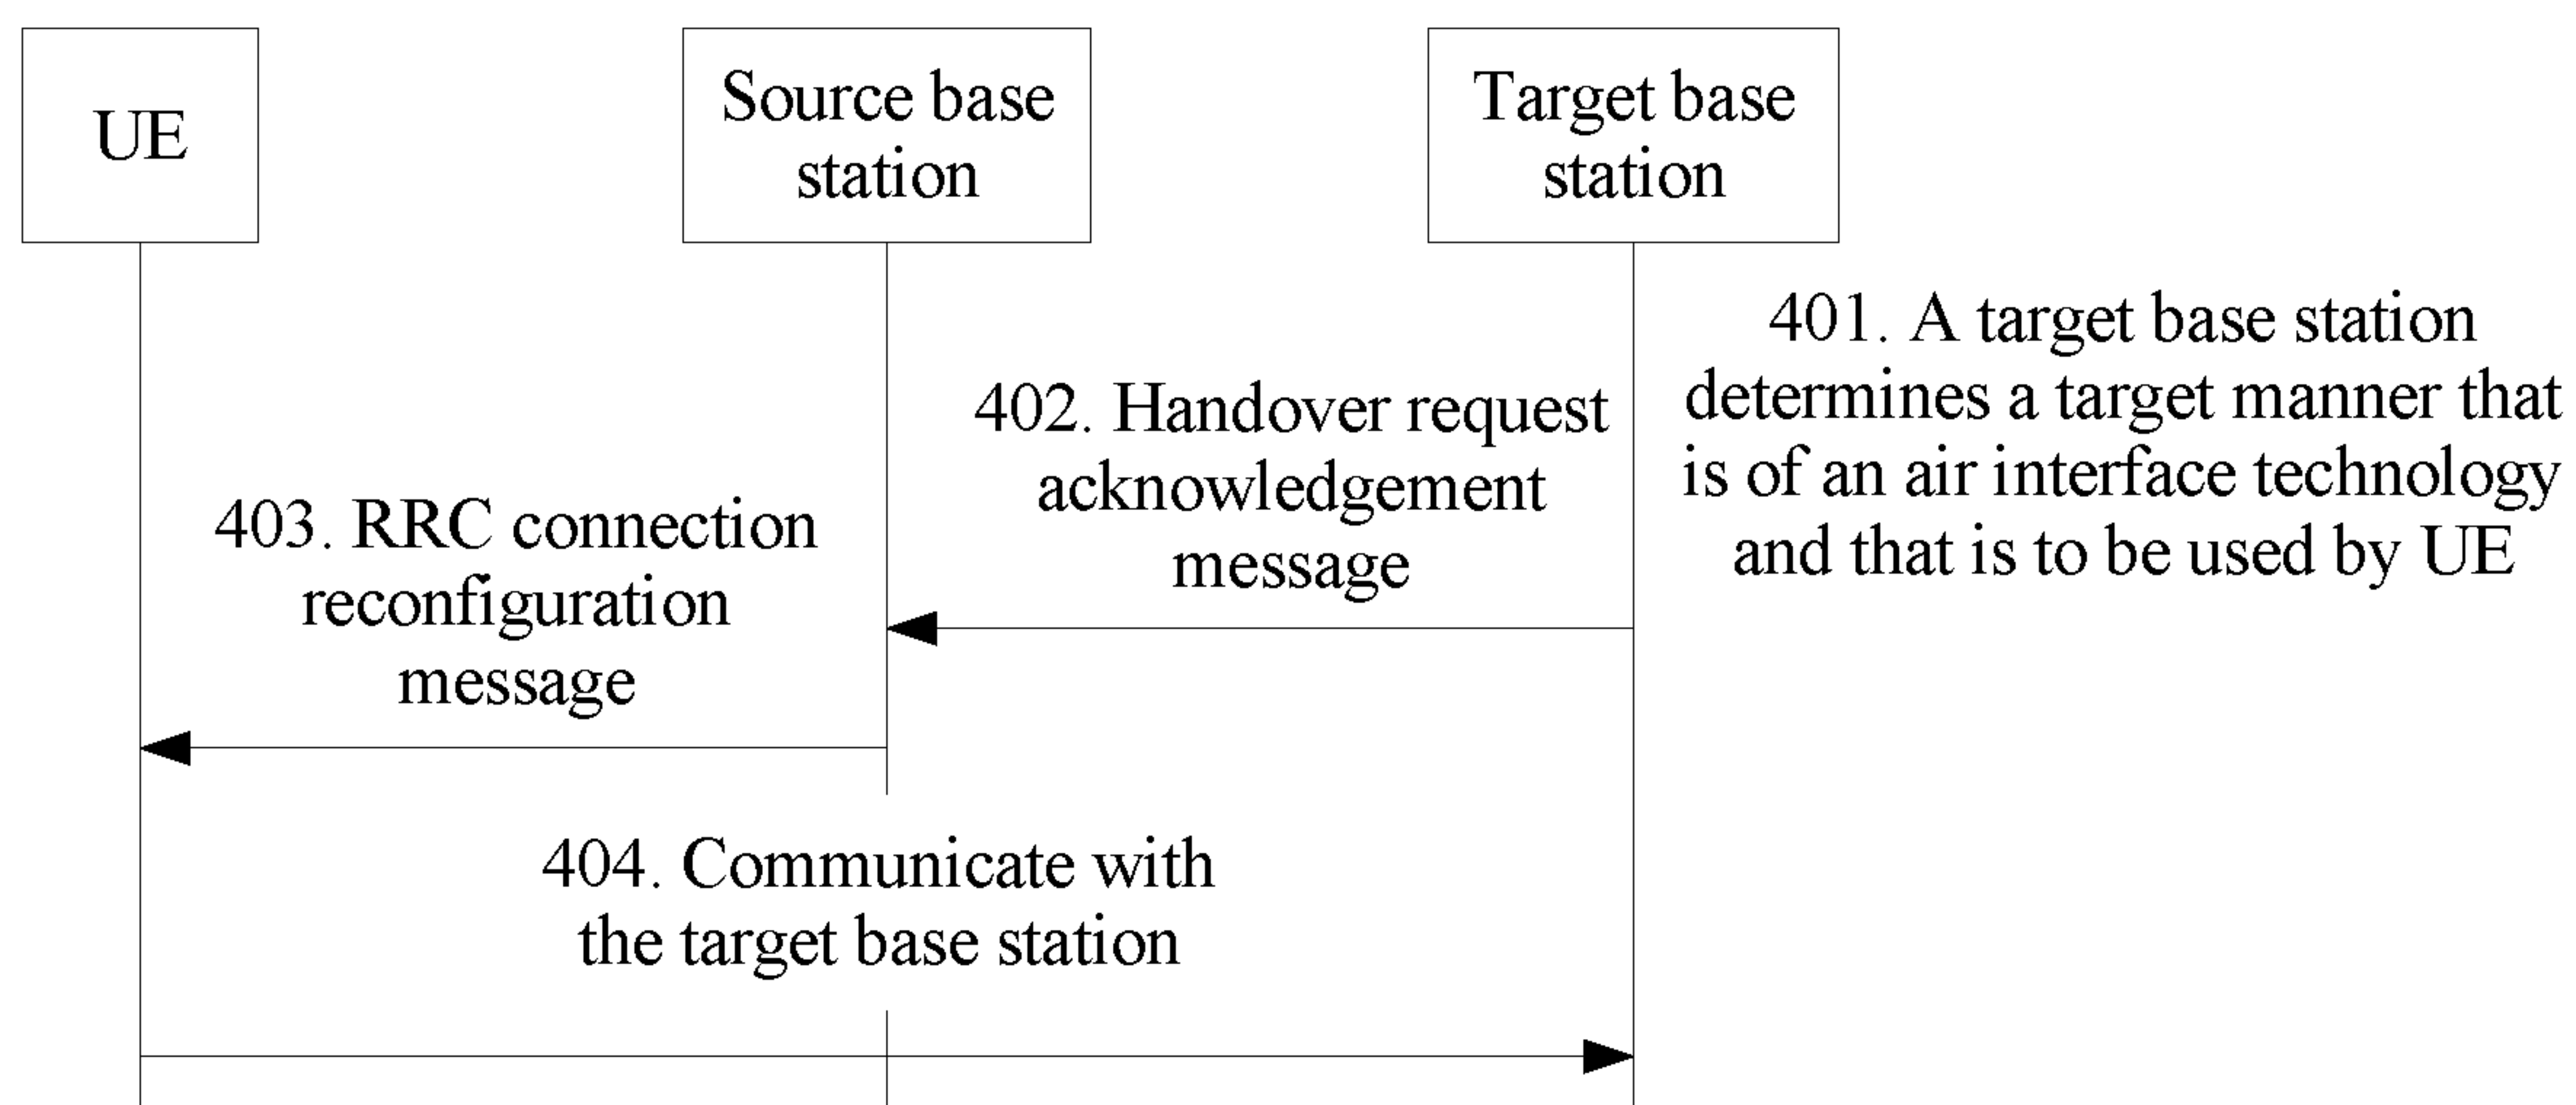 UE
Source base
station
Target base
station
401. A target base station
determines a target manner that
is of an air interface technology
and that is to be used by UE
402. Handover request
acknowledgement
message
403. RRC connection
reconfiguration
message
404. Communicate with
the target base station